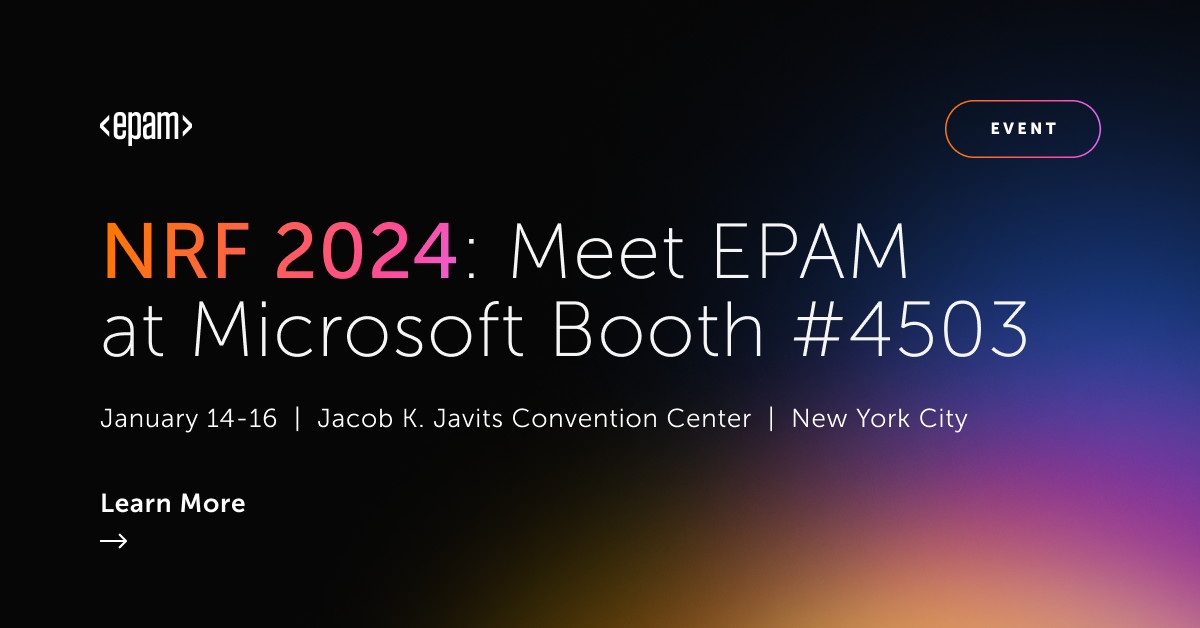 <epam>
EVENT
NRF 2024: Meet EPAM
at Microsoft Booth #4503
January 14-16 | Jacob K. Javits Convention Center | New York City
Learn More
→